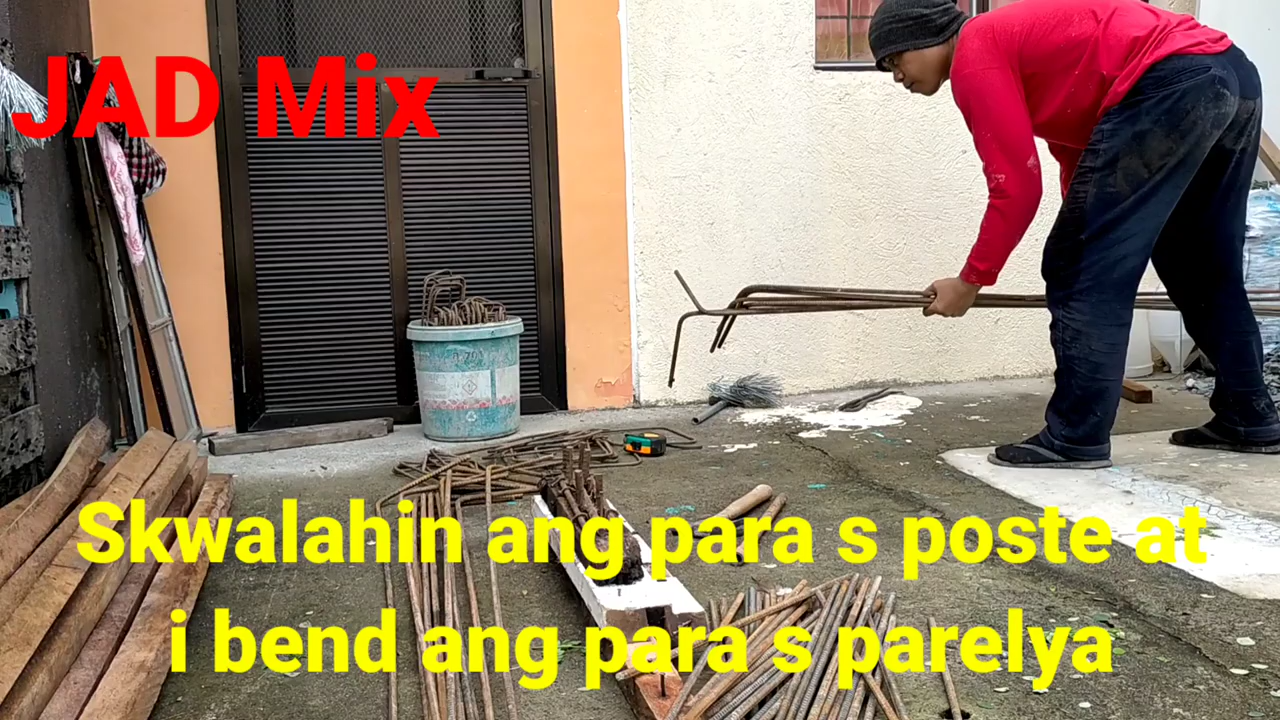 JAD Mix
Skwalahin ang para s poste at
i bend ang para s parelya